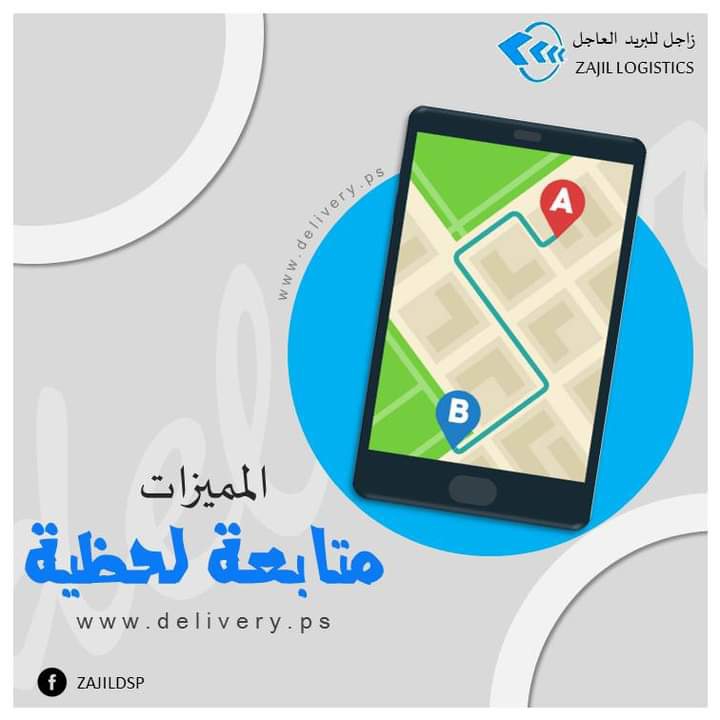 زاجل للبريد العاجل
ZAJIL LOGISTICS
www.delivery.ps
A
B
المميزات
متابعة لحظية
www.delivery.ps
f ZAJILDSP